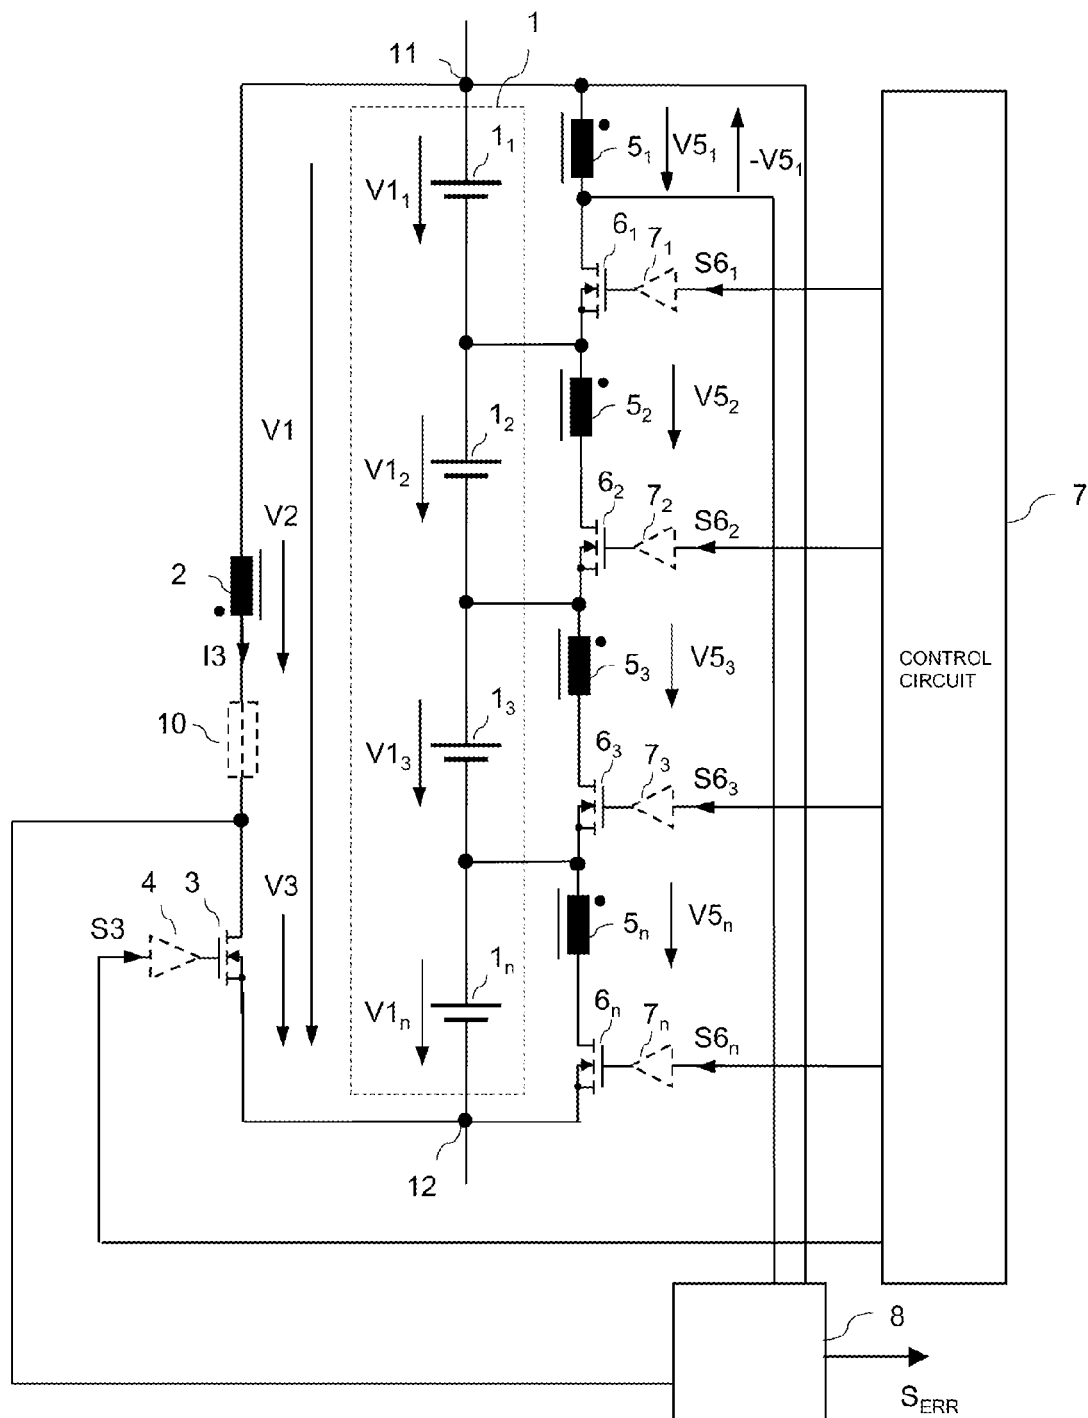 1
11
1₁
V1₁
5₁
V5₁
-V5₁
6₁
7₁
S6₁
V1
V2
1₂
V1₂
5₂
V5₂
6₂
7₂
S6₂
7
2
I3
10
1₃
V1₃
5₃
V5₃
6₃
7₃
S6₃
CONTROL
CIRCUIT
V3
4
3
S3
1ₙ
V1ₙ
5ₙ
V5ₙ
6ₙ
7ₙ
S6ₙ
12
8
S_ERR